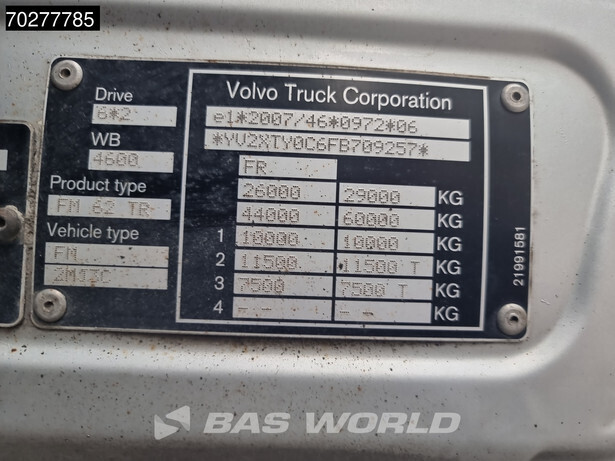 70277785
Drive
6*2
WB
4600
Product type
FM 62 TR
Vehicle type
FM
Volvo Truck Corporation
e1*2007/46*0972*06
*YV2XTY0C6FB709257*
FR
26000 29000 KG
44000 60000 KG
1 10000 10000 KG
2 11500 11500 T KG
3 7500 7500 T KG
4 -- -- KG
21991581
BAS WORLD